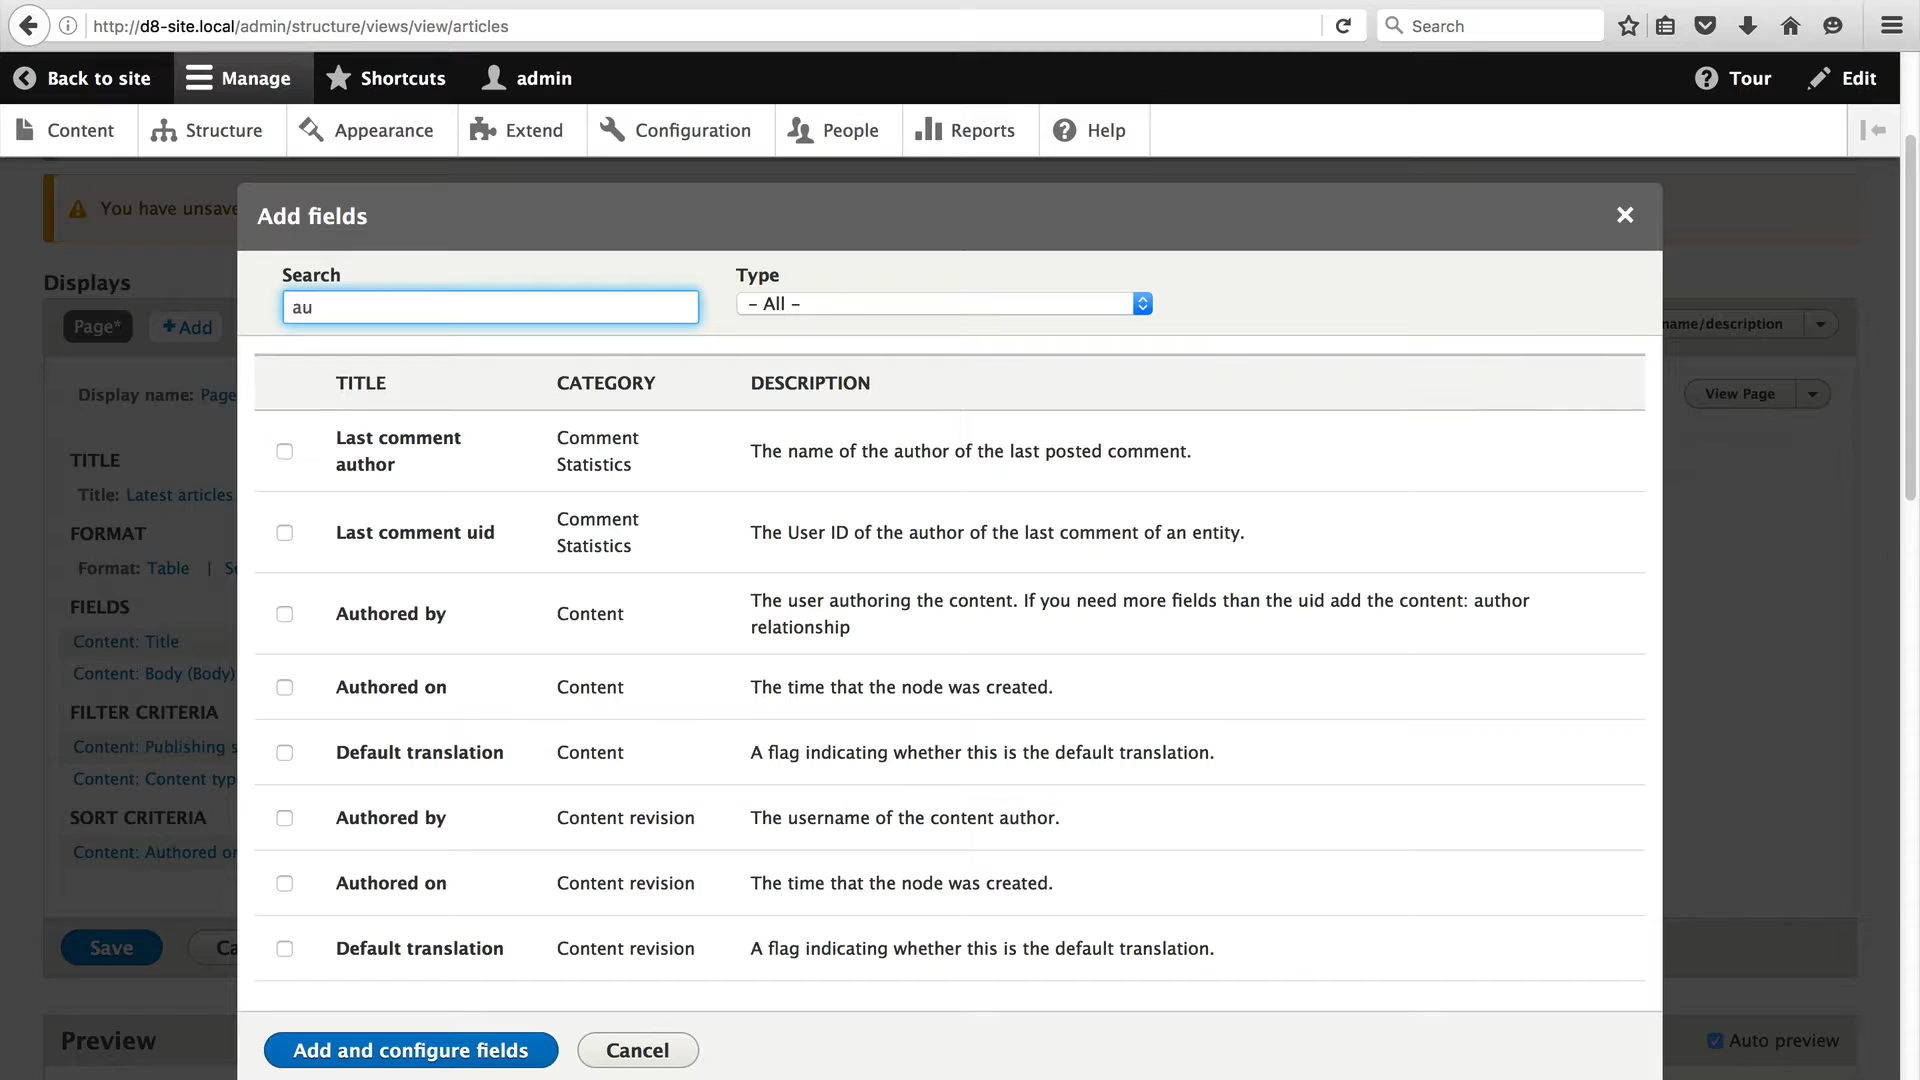 http://d8-site.local/admin/structure/views/view/articles
Search
Back to site
Manage
Shortcuts
admin
Tour
Edit
Content
Structure
Appearance
Extend
Configuration
People
Reports
Help
You have unsave
Add fields
Displays
Page*
+Add
name/description
Display name: Page
View Page
TITLE
Title: Latest articles
FORMAT
Format: Table | Se
FIELDS
Content: Title
Content: Body (Body)
FILTER CRITERIA
Content: Publishing s
Content: Content typ
SORT CRITERIA
Content: Authored on
Save
Ca
Search
Type
au
- All -
TITLE CATEGORY DESCRIPTION
Last comment author
Comment Statistics
The name of the author of the last posted comment.
Last comment uid
Comment Statistics
The User ID of the author of the last comment of an entity.
Authored by
Content
The user authoring the content. If you need more fields than the uid add the content: author
relationship
Authored on
Content
The time that the node was created.
Default translation
Content
A flag indicating whether this is the default translation.
Authored by
Content revision
The username of the content author.
Authored on
Content revision
The time that the node was created.
Default translation
Content revision
A flag indicating whether this is the default translation.
Preview
Auto preview
Add and configure fields
Cancel